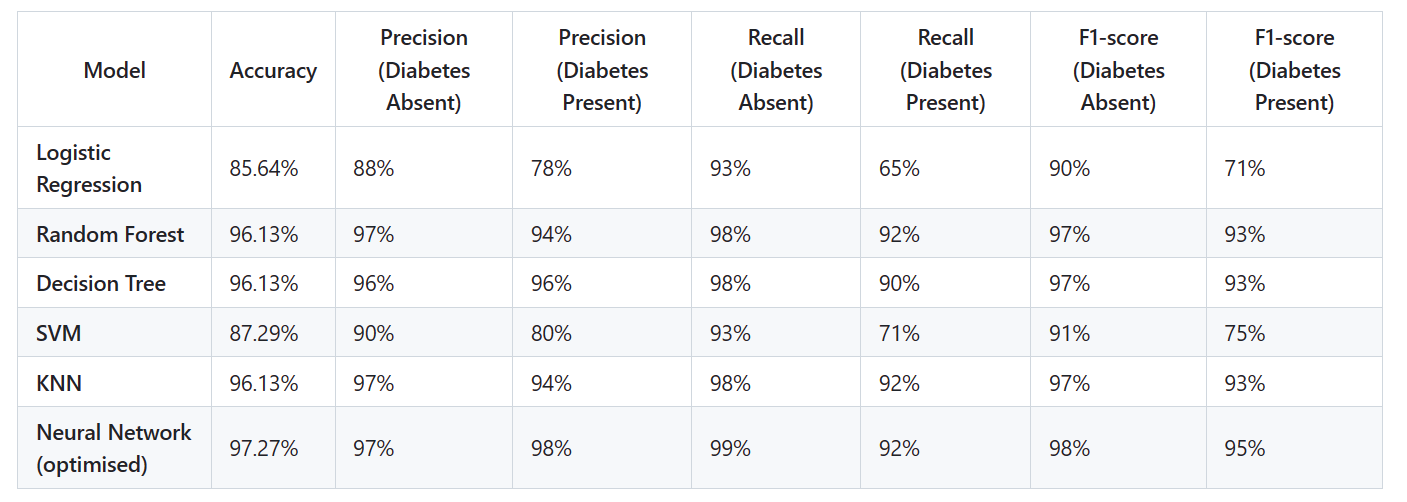 Model Accuracy Precision (Diabetes Absent) Precision (Diabetes Present) Recall (Diabetes Absent) Recall (Diabetes Present) F1-score (Diabetes Absent) F1-score (Diabetes Present)
Logistic Regression 85.64% 88% 78% 93% 65% 90% 71%
Random Forest 96.13% 97% 94% 98% 92% 97% 93%
Decision Tree 96.13% 96% 96% 98% 90% 97% 93%
SVM 87.29% 90% 80% 93% 71% 91% 75%
KNN 96.13% 97% 94% 98% 92% 97% 93%
Neural Network (optimised) 97.27% 97% 98% 99% 92% 98% 95%